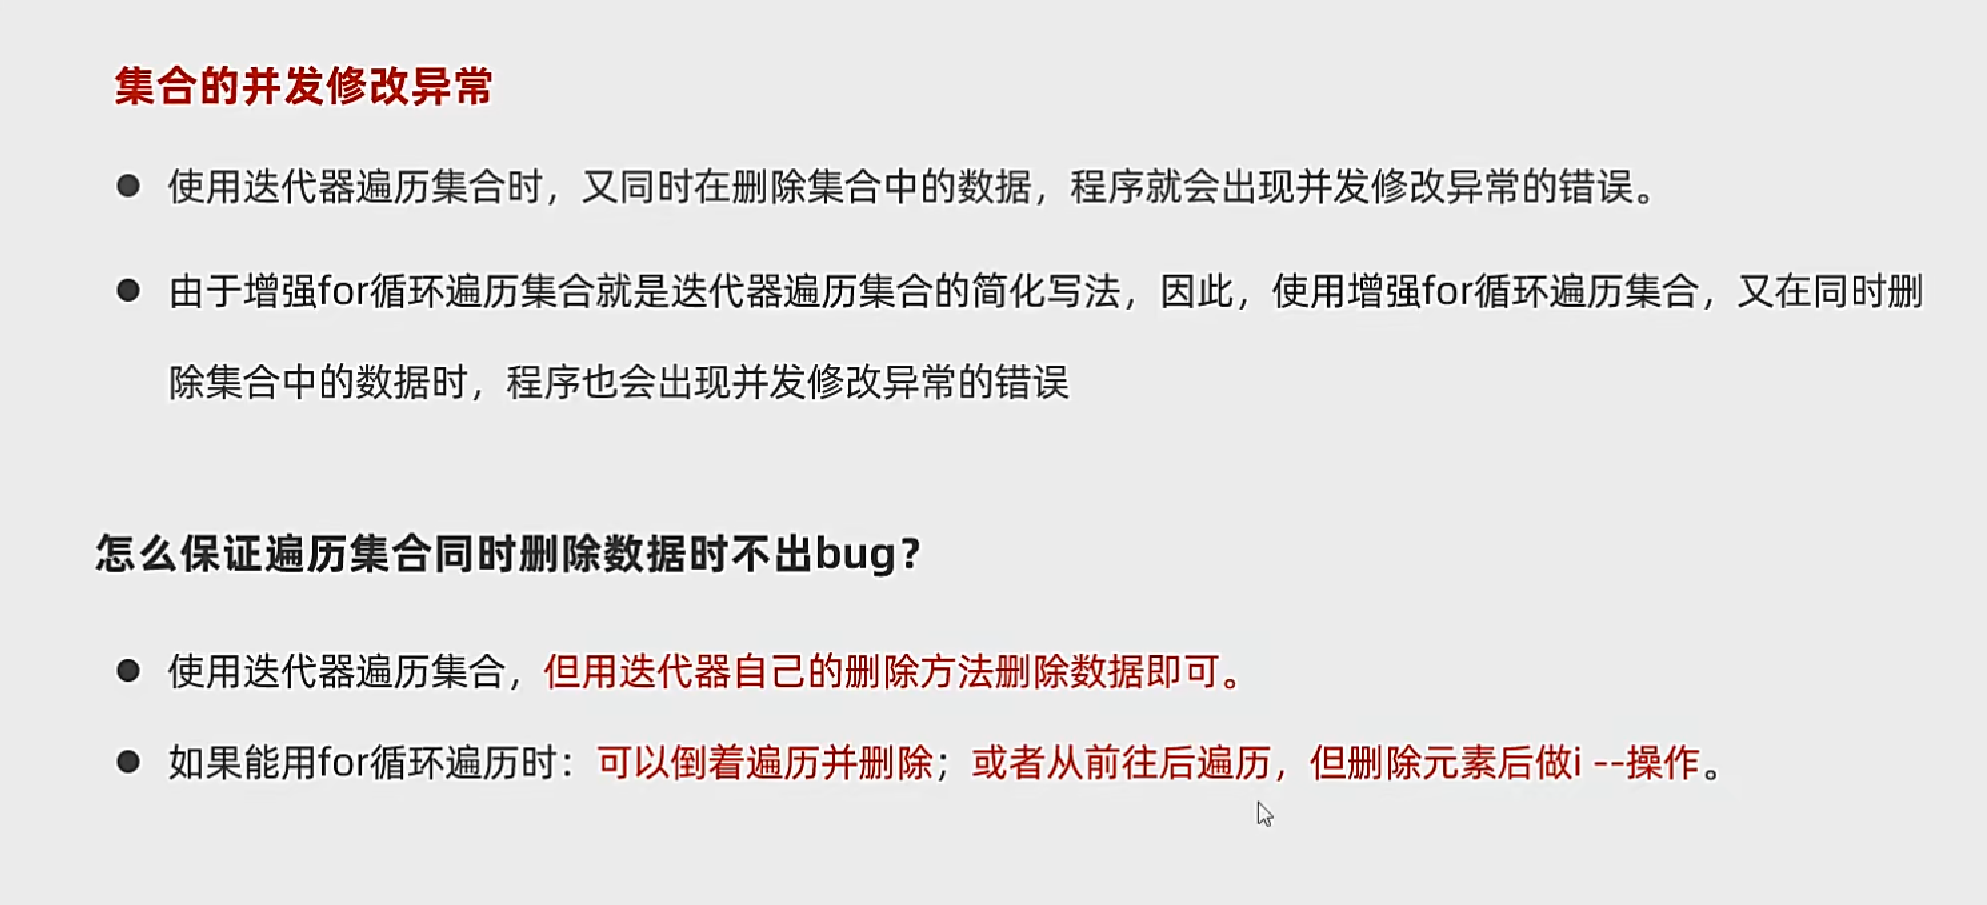 集合的并发修改异常
● 使用迭代器遍历集合时，又同时在删除集合中的数据，程序就会出现并发修改异常的错误。
● 由于增强for循环遍历集合就是迭代器遍历集合的简化写法，因此，使用增强for循环遍历集合，又在同时删
除集合中的数据时，程序也会出现并发修改异常的错误
怎么保证遍历集合同时删除数据时不出bug？
● 使用迭代器遍历集合，但用迭代器自己的删除方法删除数据即可。
● 如果能用for循环遍历时：可以倒着遍历并删除；或者从前往后遍历，但删除元素后做i --操作。